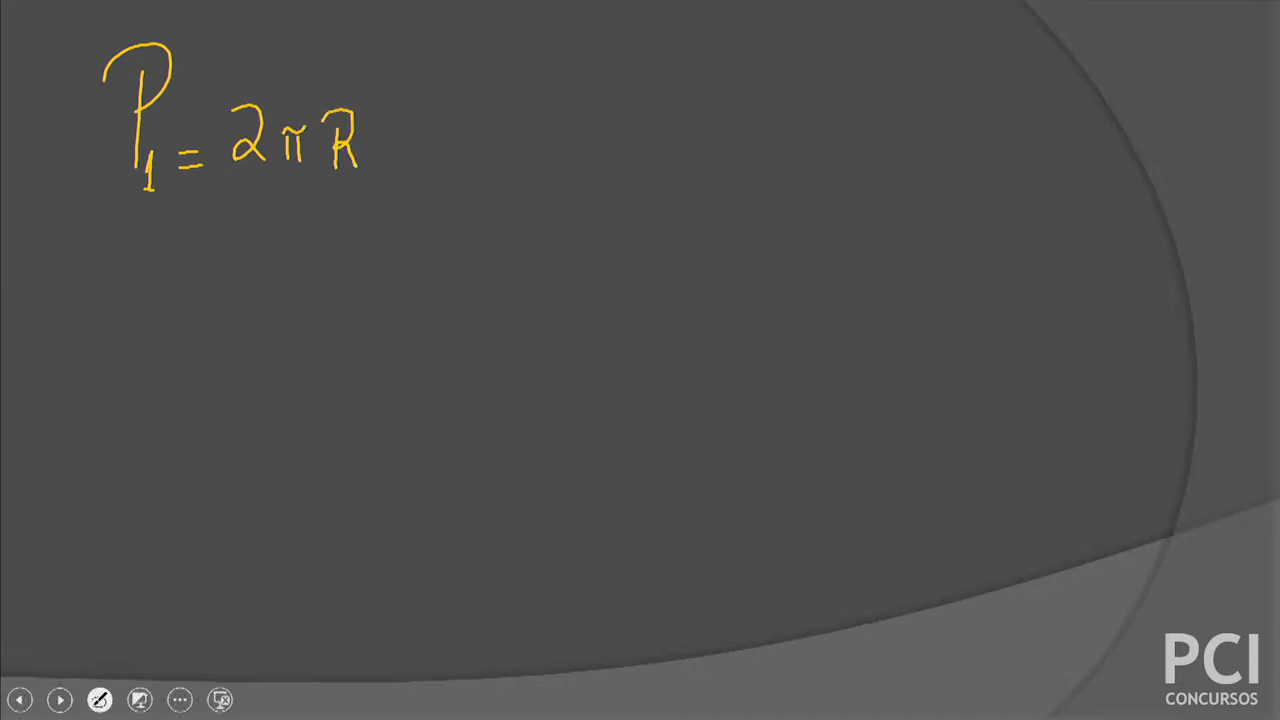 P₁ = 2πR
PCI
CONCURSOS